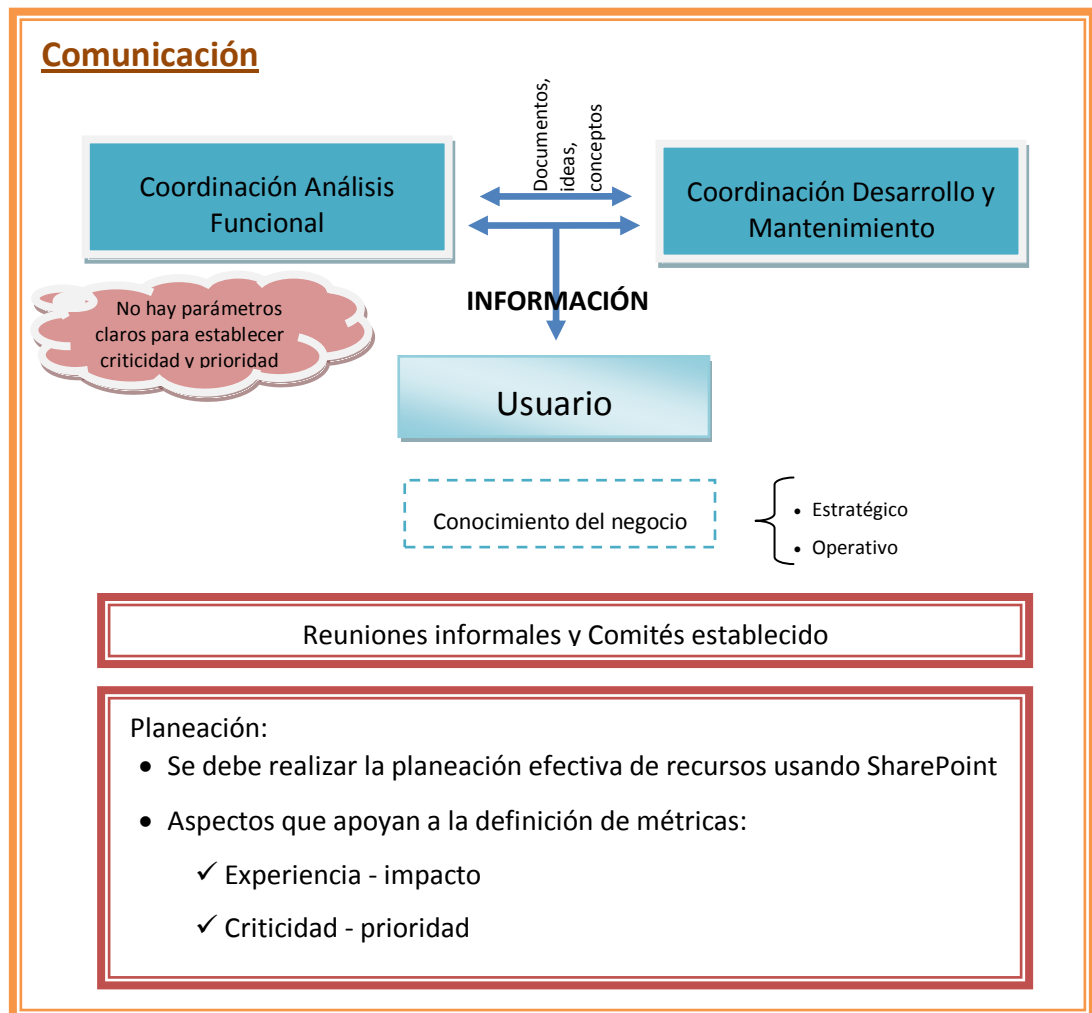 Comunicación
Documentos,
ideas,
conceptos
Coordinación Análisis
Funcional
Coordinación Desarrollo y
Mantenimiento
No hay parámetros
claros para establecer
criticidad y prioridad
INFORMACIÓN
Usuario
Conocimiento del negocio
• Estratégico
• Operativo
Reuniones informales y Comités establecido
Planeación:
• Se debe realizar la planeación efectiva de recursos usando SharePoint
• Aspectos que apoyan a la definición de métricas:
✓ Experiencia - impacto
✓ Criticidad - prioridad